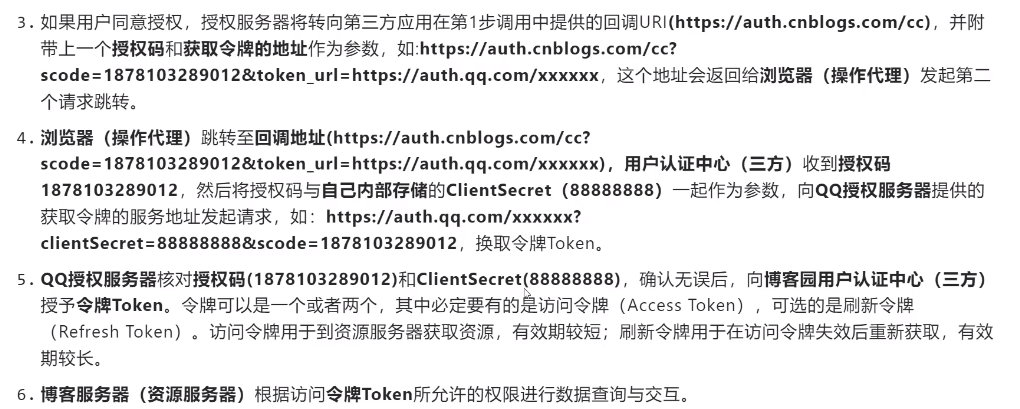 3. 如果用户同意授权，授权服务器将转向第三方应用在第1步调用中提供的回调URI(https://auth.cnblogs.com/cc)，并附
带上一个授权码和获取令牌的地址作为参数，如:https://auth.cnblogs.com/cc?
scode=1878103289012&token_url=https://auth.qq.com/xxxxxx，这个地址会返回给浏览器（操作代理）发起第二
个请求跳转。
4. 浏览器（操作代理）跳转至回调地址(https://auth.cnblogs.com/cc?
scode=1878103289012&token_url=https://auth.qq.com/xxxxxx)，用户认证中心（三方）收到授权码
1878103289012，然后将授权码与自己内部存储的ClientSecret（88888888）一起作为参数，向QQ授权服务器提供的
获取令牌的服务地址发起请求，如：https://auth.qq.com/xxxxxx?
clientSecret=88888888&scode=1878103289012，换取令牌Token。
5. QQ授权服务器核对授权码(1878103289012)和ClientSecret(88888888)，确认无误后，向博客园用户认证中心（三方）
授予令牌Token。令牌可以是一个或者两个，其中必定要有的是访问令牌（Access Token），可选的是刷新令牌
（Refresh Token）。访问令牌用于到资源服务器获取资源，有效期较短；刷新令牌用于在访问令牌失效后重新获取，有效
期较长。
6. 博客服务器（资源服务器）根据访问令牌Token所允许的权限进行数据查询与交互。